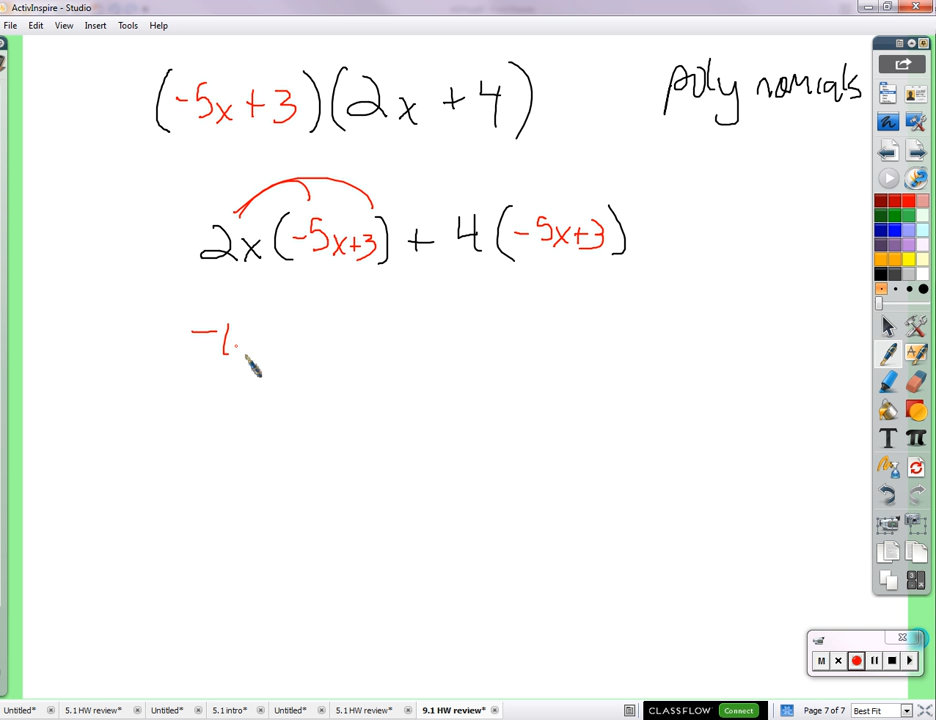 ActivInspire - Studio
File Edit View Insert Tools Help
(-5x+3)(2x+4) polynomials
2x(-5x+3)+4(-5x+3)
-1
M
Untitled* 5.1 HW review* Untitled* 5.1 intro* Untitled* 5.1 HW review* 9.1 HW review* CLASSFLOW Connect Page 7 of 7 Best Fit